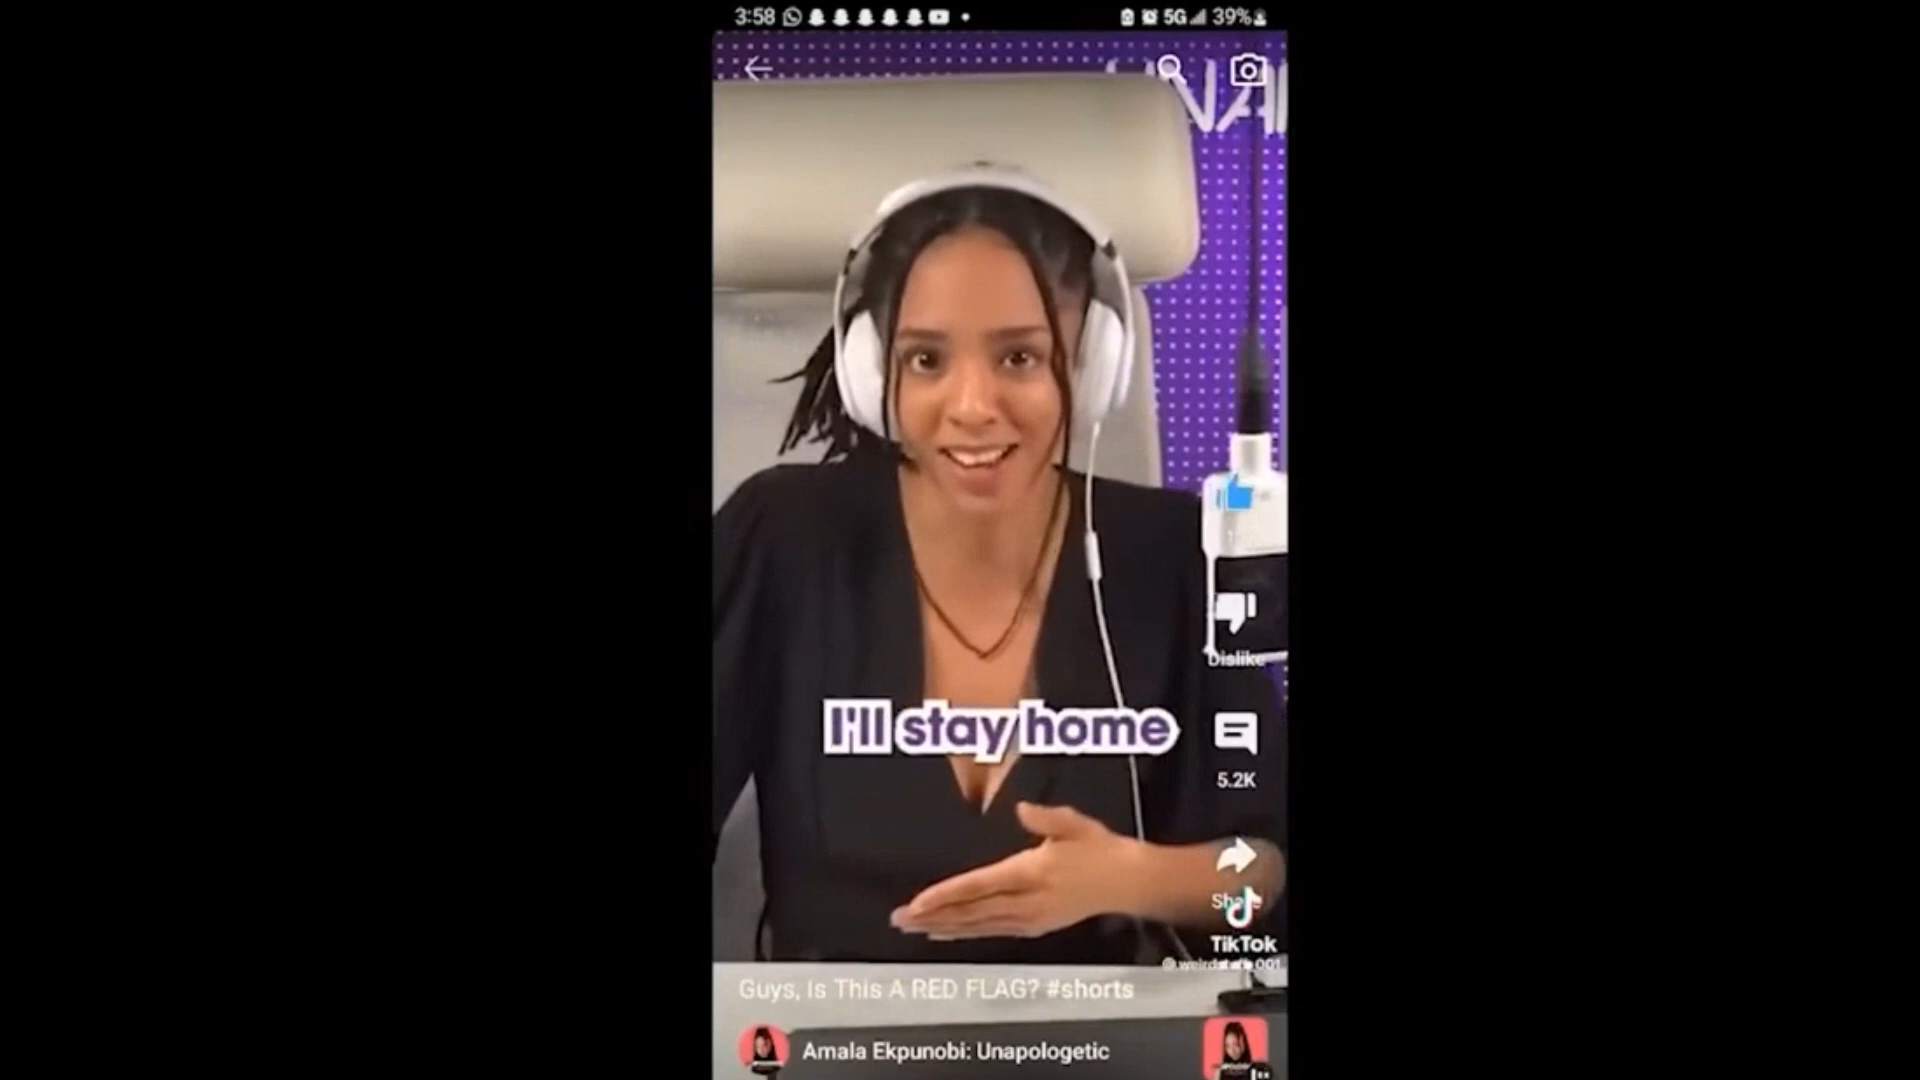 3:58
5G 39%
I'll stay home
Dislike
5.2K
Share
TikTok
Guys, Is This A RED FLAG? #shorts
Amala Ekpunobi: Unapologetic